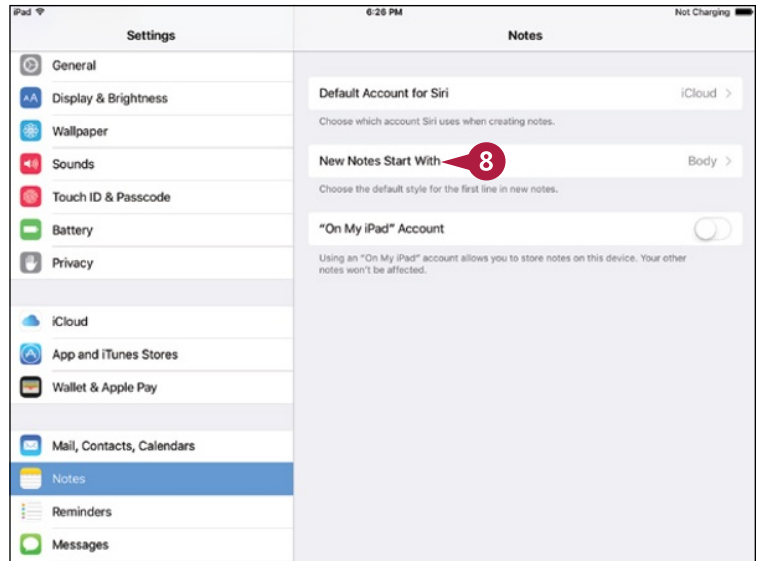 iPad 6:26 PM Not Charging
Settings
Notes
General
Display & Brightness
Wallpaper
Sounds
Touch ID & Passcode
Battery
Privacy
iCloud
App and iTunes Stores
Wallet & Apple Pay
Mail, Contacts, Calendars
Notes
Reminders
Messages
Default Account for Siri iCloud >
Choose which account Siri uses when creating notes.
New Notes Start With 8 Body >
Choose the default style for the first line in new notes.
"On My iPad" Account
Using an "On My iPad" account allows you to store notes on this device. Your other
notes won't be affected.